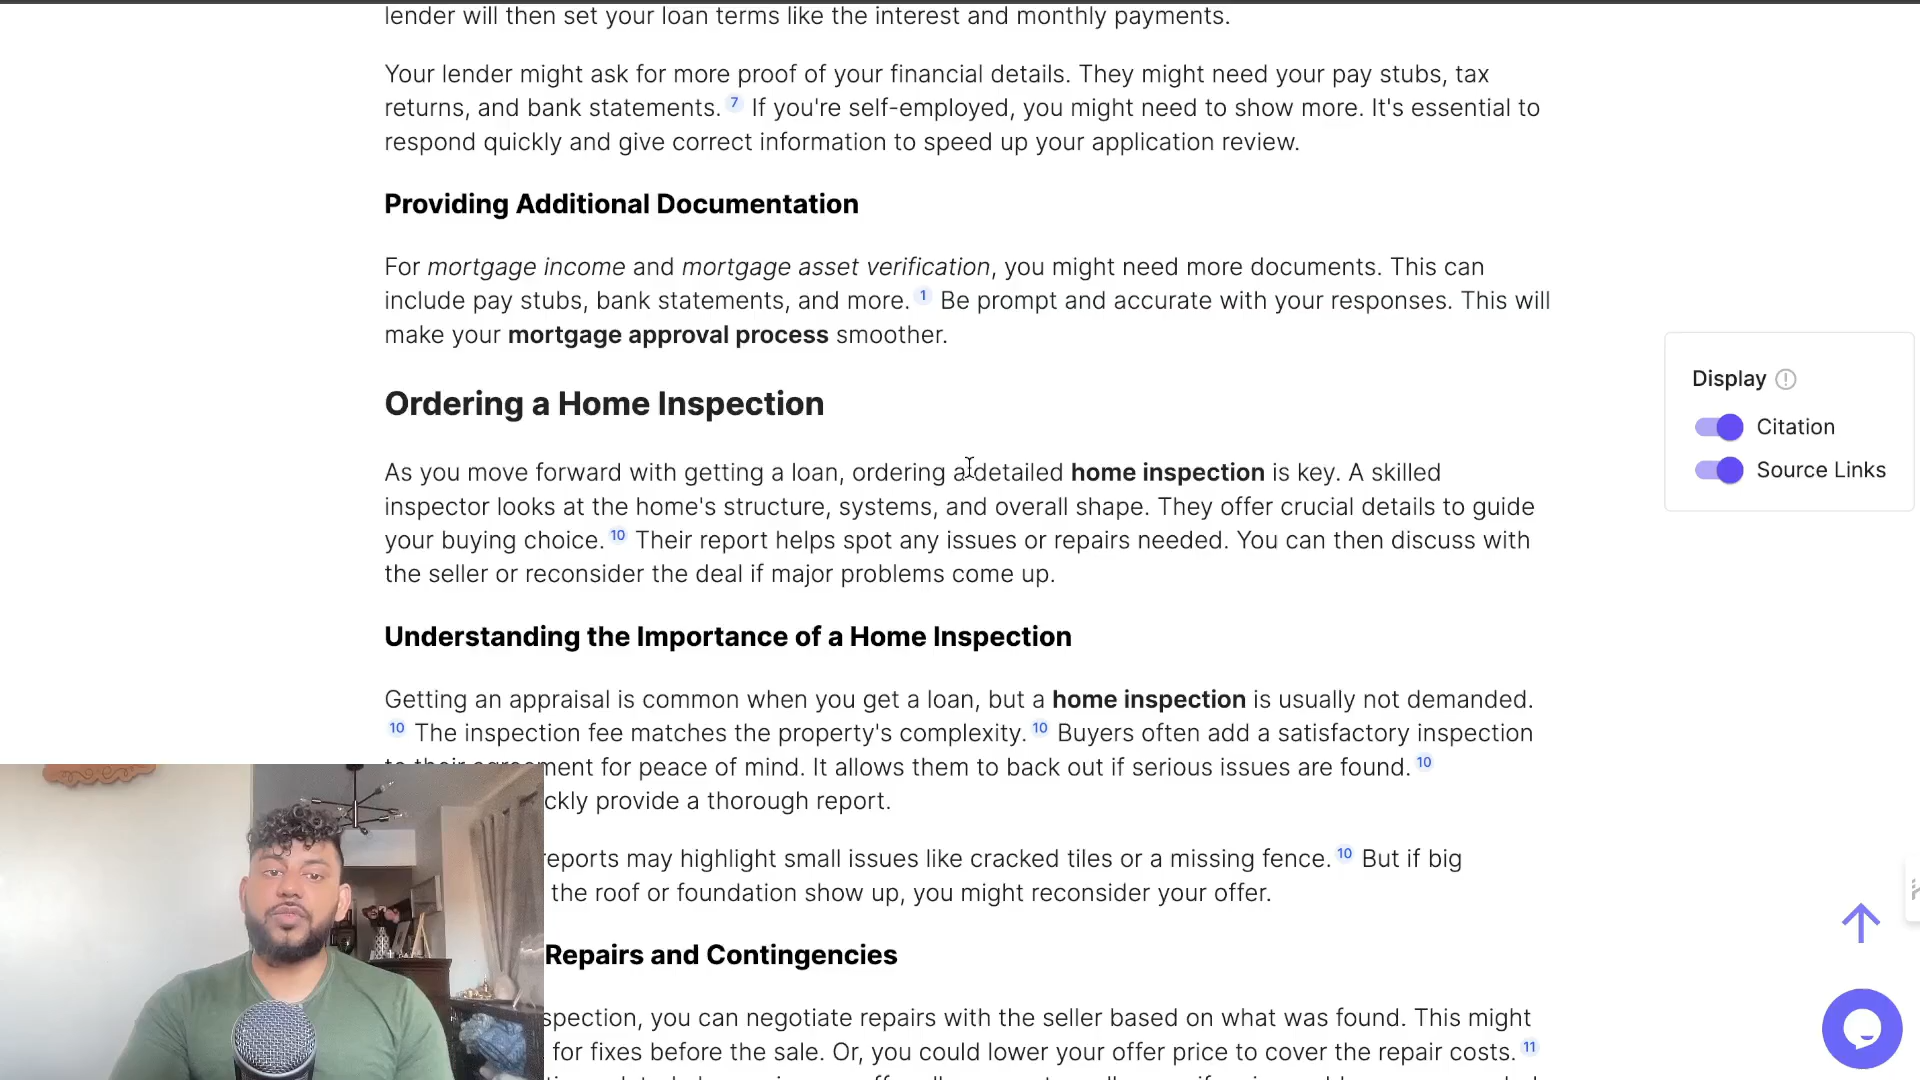 lender will then set your loan terms like the interest and monthly payments.
Your lender might ask for more proof of your financial details. They might need your pay stubs, tax
returns, and bank statements. 7 If you're self-employed, you might need to show more. It's essential to
respond quickly and give correct information to speed up your application review.
Providing Additional Documentation
For mortgage income and mortgage asset verification, you might need more documents. This can
include pay stubs, bank statements, and more. 1 Be prompt and accurate with your responses. This will
make your mortgage approval process smoother.
Ordering a Home Inspection
As you move forward with getting a loan, ordering a detailed home inspection is key. A skilled
inspector looks at the home's structure, systems, and overall shape. They offer crucial details to guide
your buying choice. 10 Their report helps spot any issues or repairs needed. You can then discuss with
the seller or reconsider the deal if major problems come up.
Understanding the Importance of a Home Inspection
Getting an appraisal is common when you get a loan, but a home inspection is usually not demanded.
10 The inspection fee matches the property's complexity. 10 Buyers often add a satisfactory inspection
to their agreement for peace of mind. It allows them to back out if serious issues are found. 10
ckly provide a thorough report.
reports may highlight small issues like cracked tiles or a missing fence. 10 But if big
the roof or foundation show up, you might reconsider your offer.
Repairs and Contingencies
spection, you can negotiate repairs with the seller based on what was found. This might
for fixes before the sale. Or, you could lower your offer price to cover the repair costs. 11
Display
Citation
Source Links